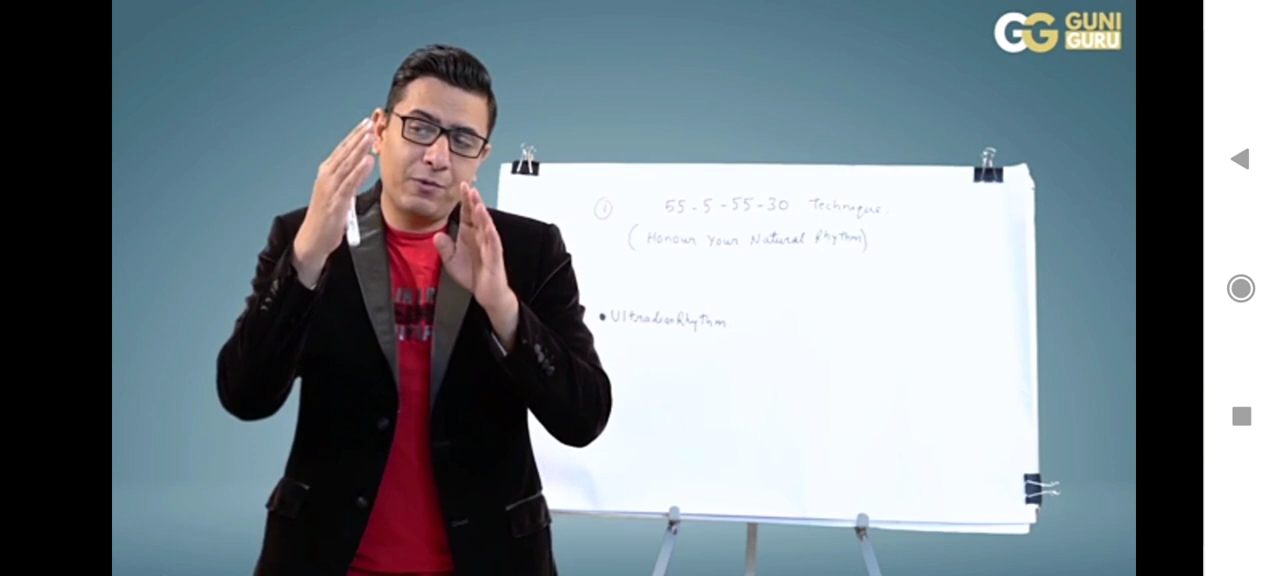 GG GUNI
GURU
1 55-5-55-30 Technique.
(Honour Your Natural Rhythm)
• Ultradian Rhythm